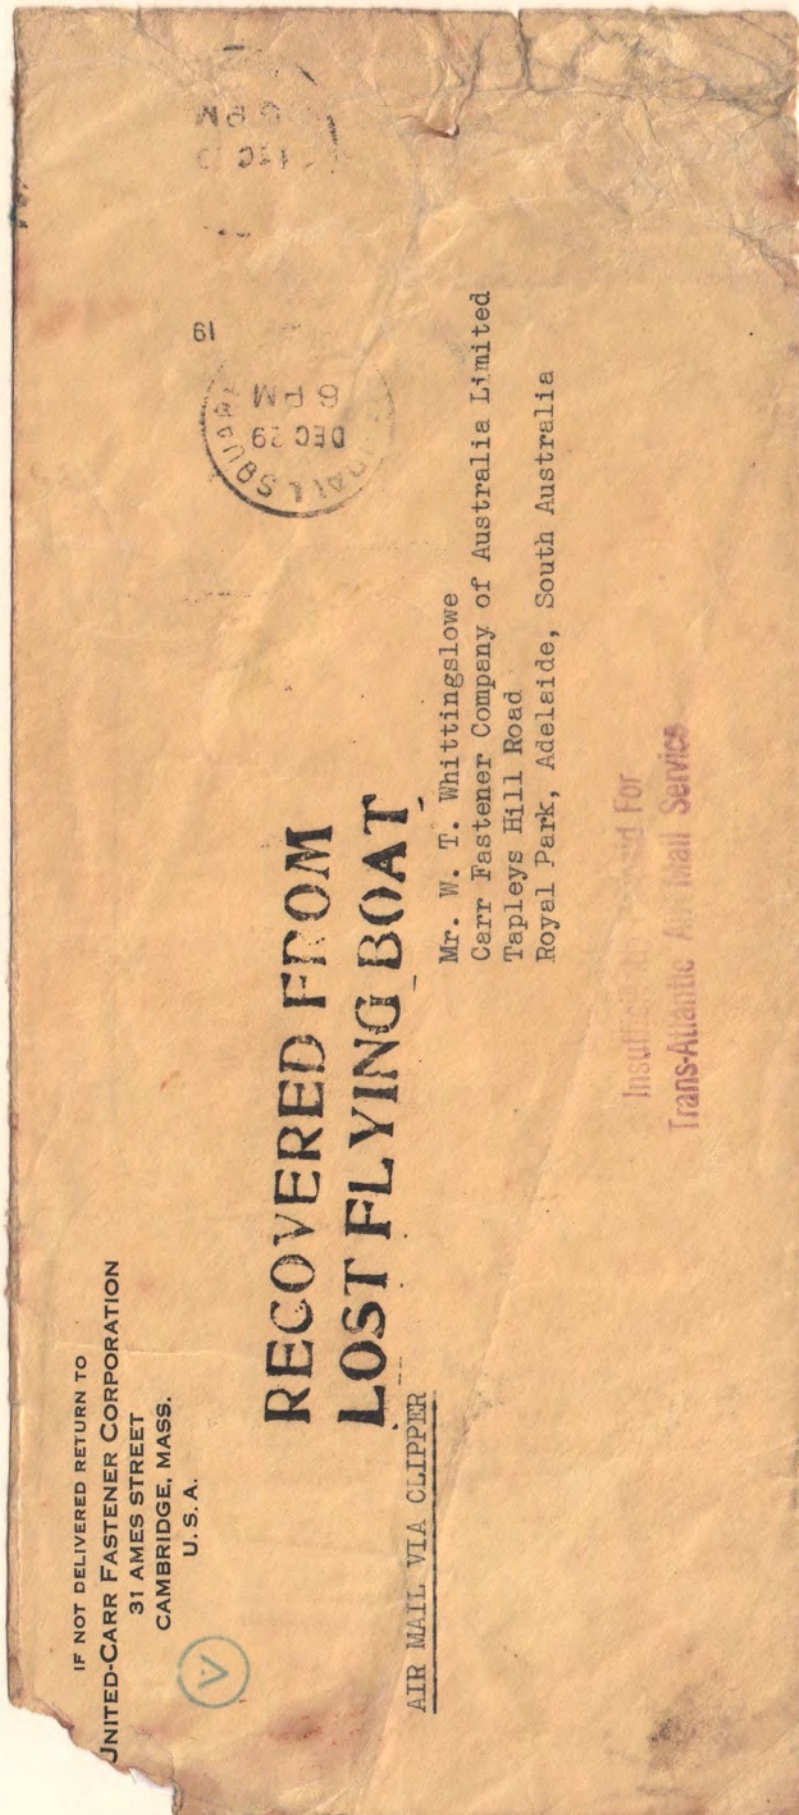 IF NOT DELIVERED RETURN TO
UNITED-CARR FASTENER CORPORATION
31 AMES STREET
CAMBRIDGE, MASS.
U. S. A.
V
RECOVERED FROM
LOST FLYING BOAT
AIR MAIL VIA CLIPPER
Mr. W. T. Whittingslowe
Carr Fastener Company of Australia Limited
Tapleys Hill Road
Royal Park, Adelaide, South Australia
For
Trans-Atlantic Air Mail Service
DEC 29
6 PM
19
PM